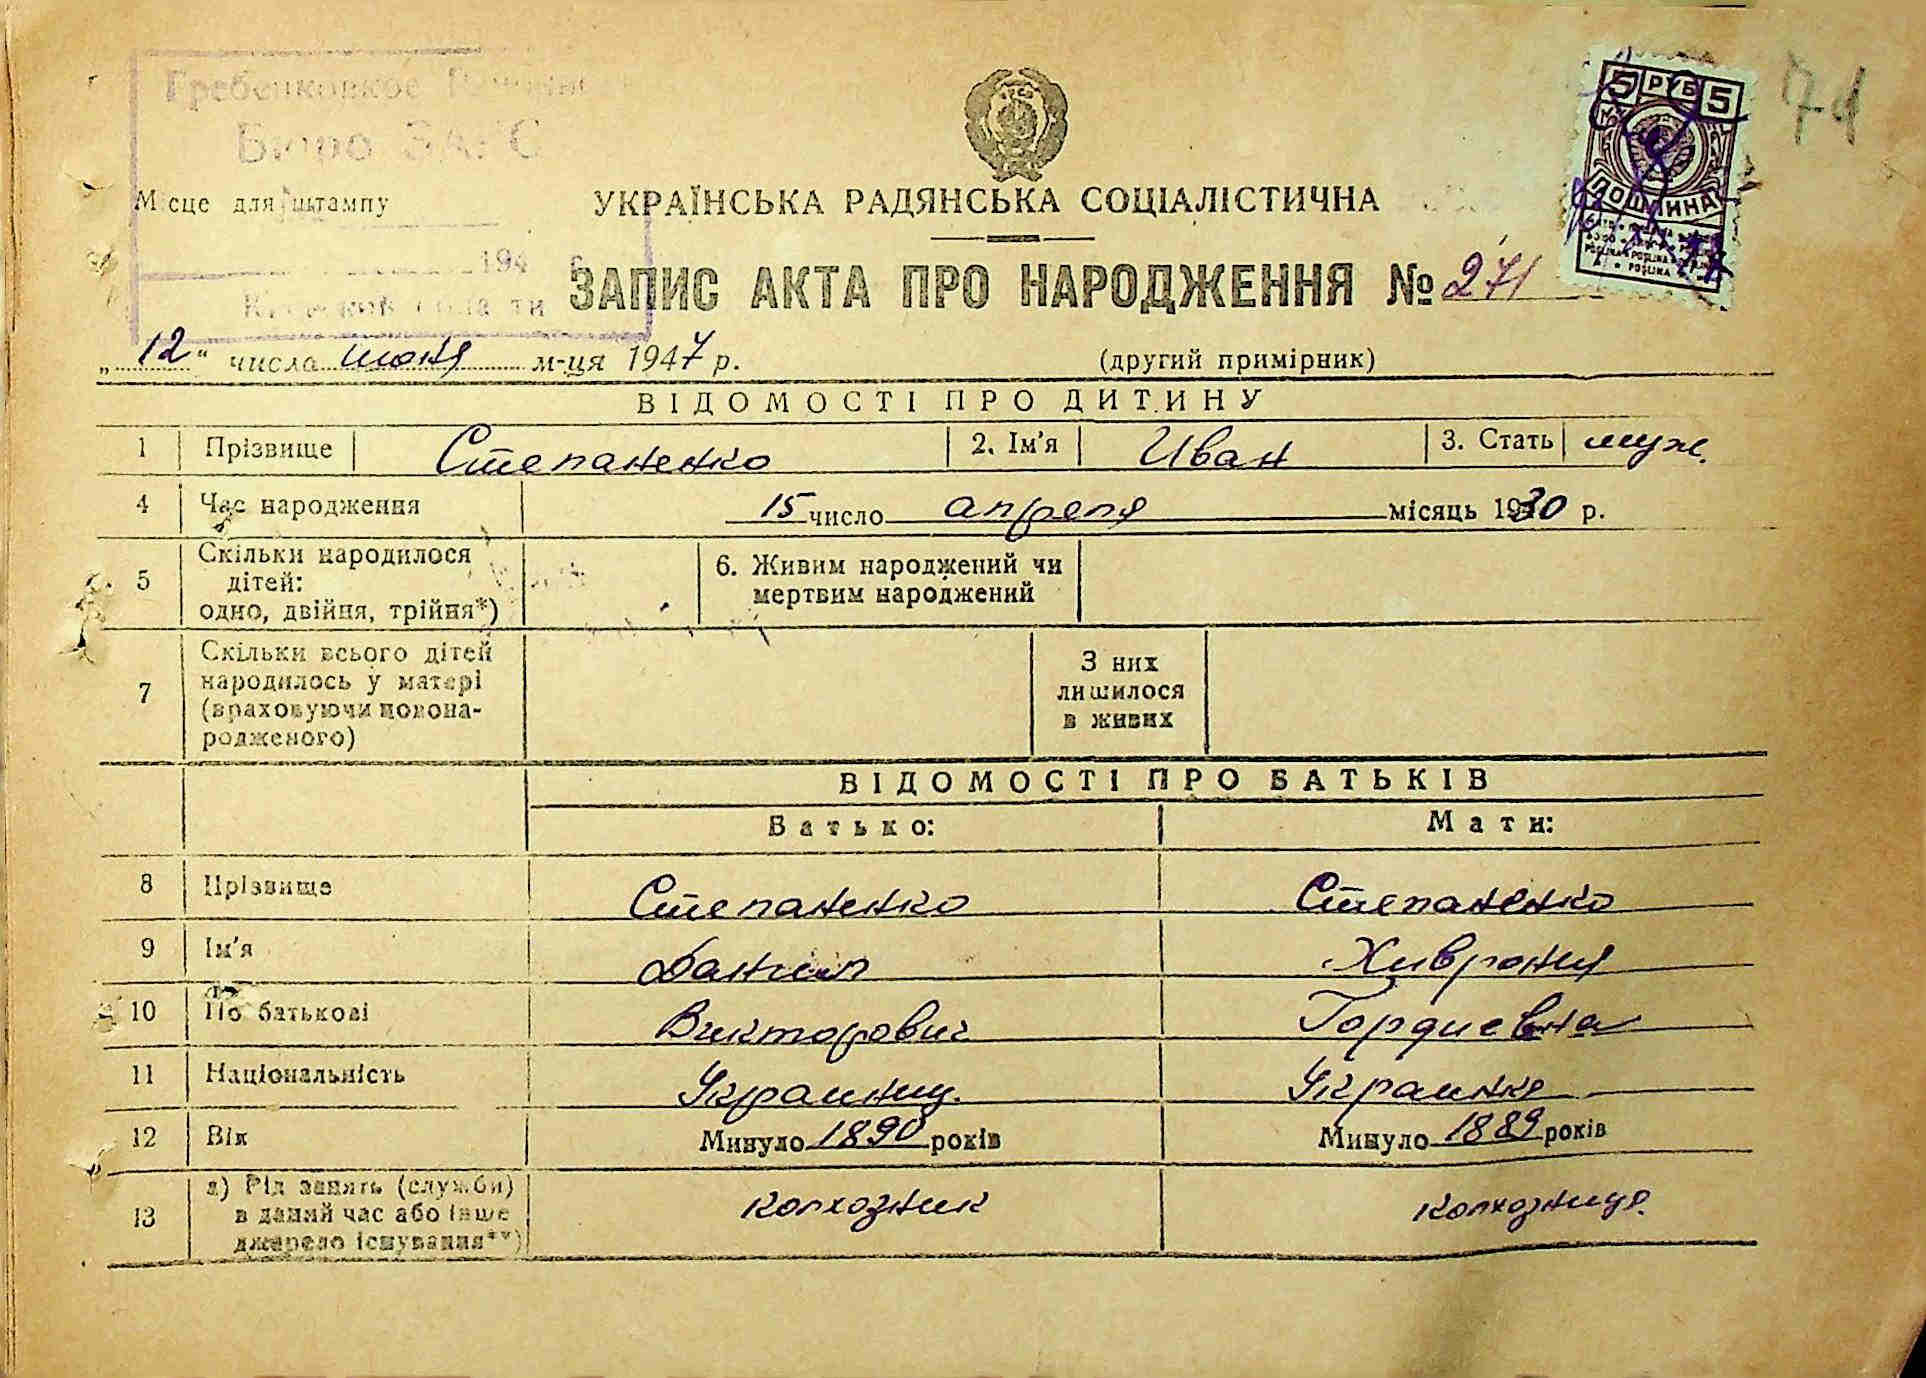 Бюро ЗАГС
Місце для штампу
194
УКРАЇНСЬКА РАДЯНСЬКА СОЦІАЛІСТИЧНА
5 РУБ 5
ПОШЛИНА
71
ЗАПИС АКТА ПРО НАРОДЖЕННЯ № 271
„12“ числа июня м-ця 1947 р.
(другий примірник)
ВІДОМОСТІ ПРО ДИТИНУ
1 Прізвище Степаненко 2. Ім'я Иван 3. Стать муж.
4 Час народження 15 число апреля місяць 1930 р.
5 Скільки народилося дітей: одно, двійня, трійня*) 6. Живим народжений чи мертвим народжений
7 Скільки всього дітей народилось у матері (враховуючи новонародженого) З них лишилося в живих
ВІДОМОСТІ ПРО БАТЬКІВ
Батько: Мати:
8 Прізвище Степаненко Степаненко
9 Ім'я Данил Хиврония
10 По батькові Викторович Гордиевна
11 Національність Украинец. Украинка
12 Вік Минуло 1890 років Минуло 1889 років
13 а) Рід занять (служби) в даний час або інше джерело існування**) колхозник колхозница.